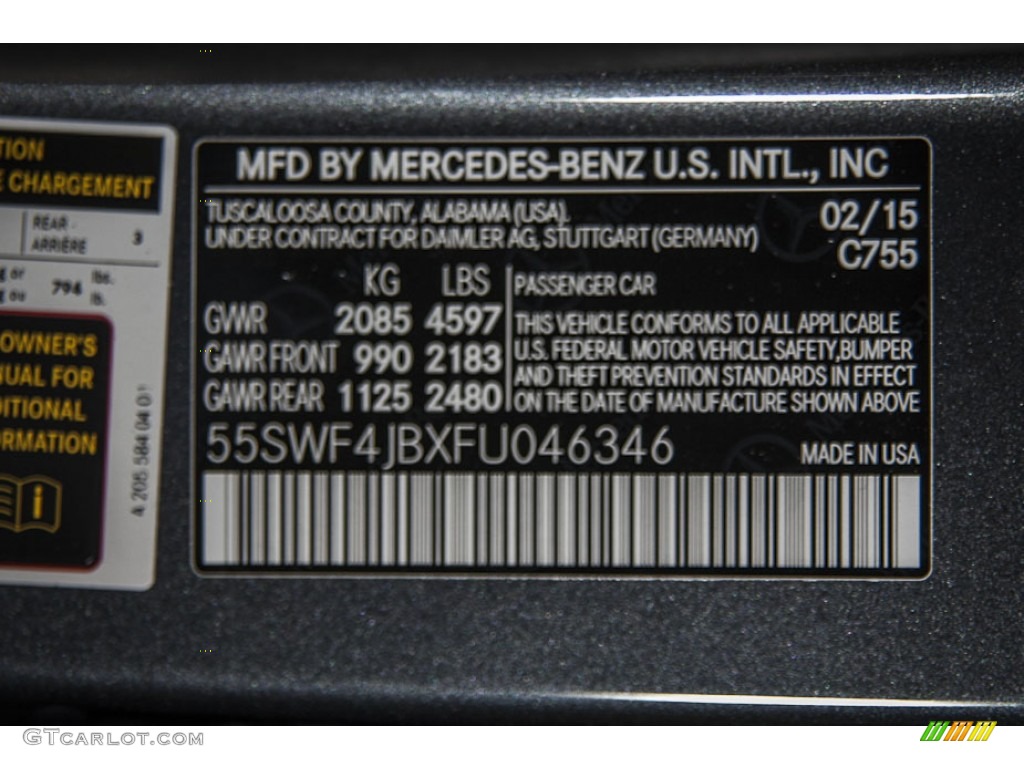 TION
E CHARGEMENT
REAR -
ARRIÈRE 3
g or 794 lbs.
g ou lb.
OWNER'S
NUAL FOR
DITIONAL
RMATION
i
A 205 584 04 01
MFD BY MERCEDES-BENZ U.S. INTL., INC
TUSCALOOSA COUNTY, ALABAMA (USA). 02/15
UNDER CONTRACT FOR DAIMLER AG, STUTTGART (GERMANY)
C755
KG LBS
GVWR 2085 4597
GAWR FRONT 990 2183
GAWR REAR 1125 2480
PASSENGER CAR
THIS VEHICLE CONFORMS TO ALL APPLICABLE
U.S. FEDERAL MOTOR VEHICLE SAFETY,BUMPER
AND THEFT PREVENTION STANDARDS IN EFFECT
ON THE DATE OF MANUFACTURE SHOWN ABOVE
55SWF4JBXFU046346
MADE IN USA
GTCARLOT.COM